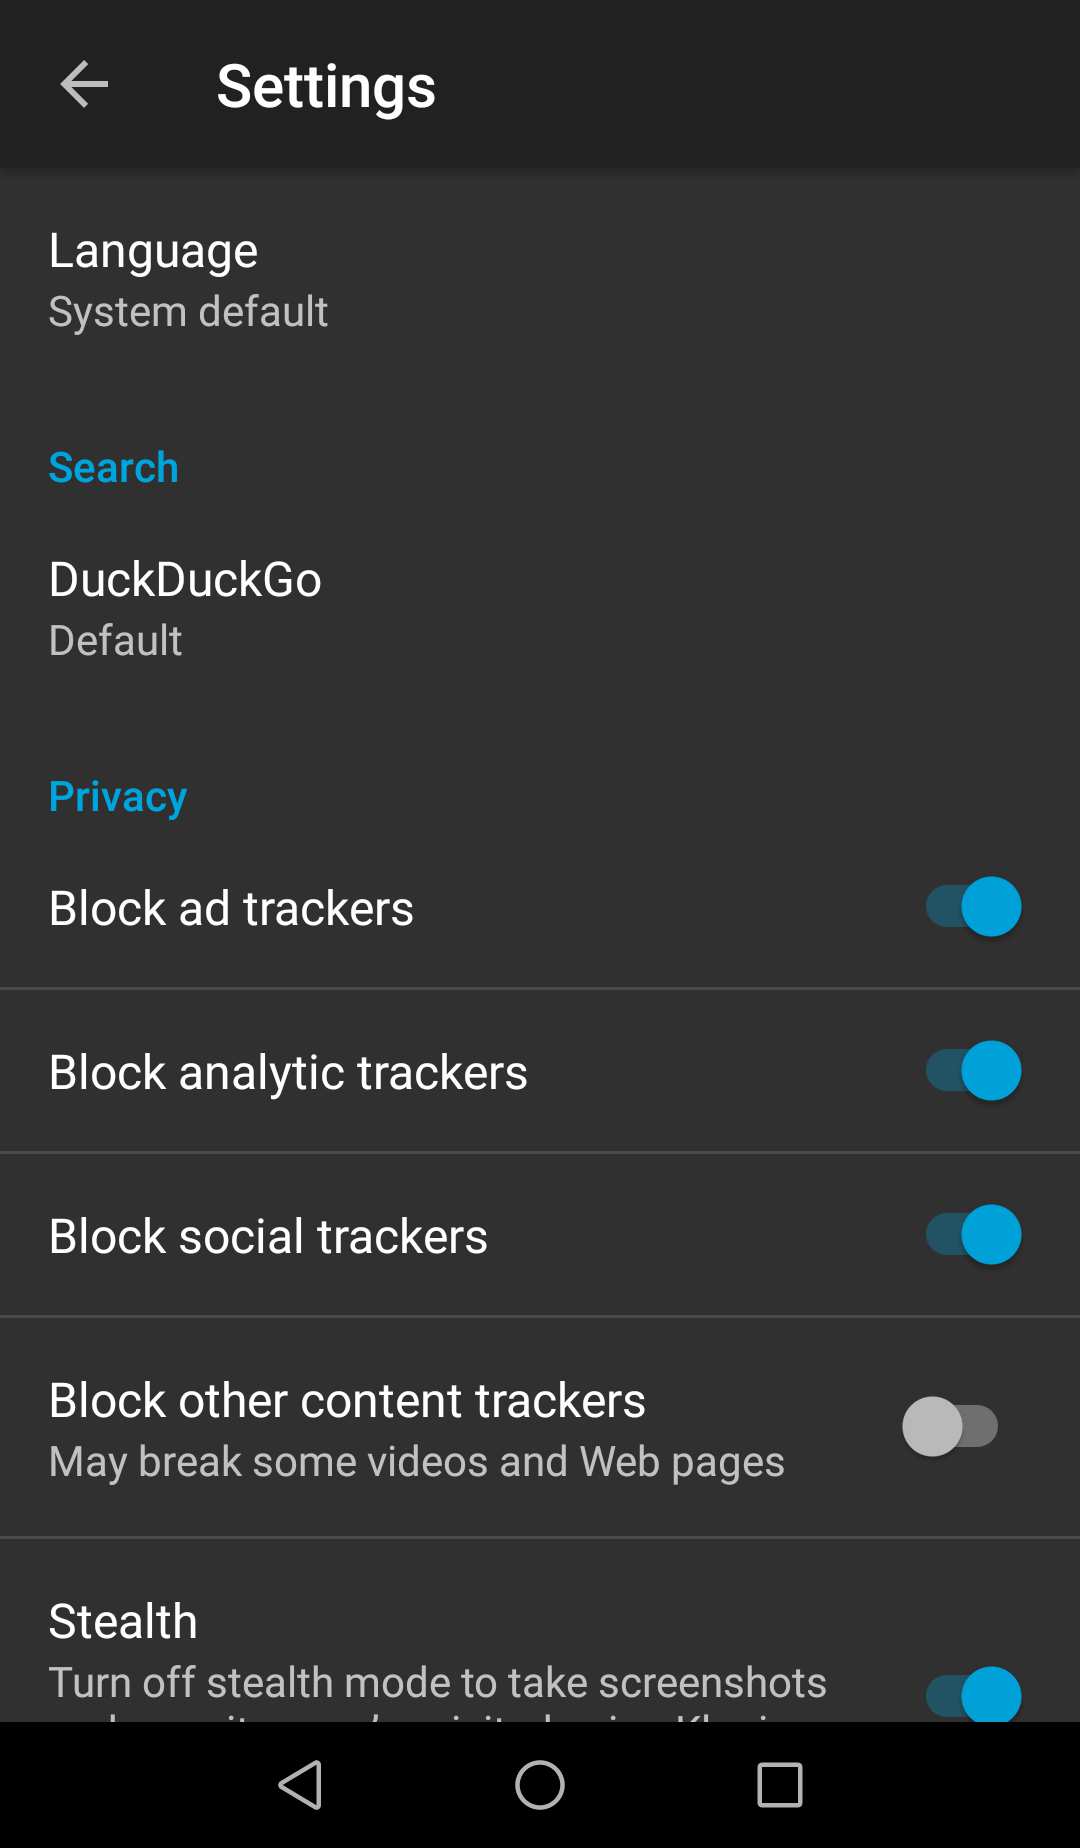 Settings
Language
System default
Search
DuckDuckGo
Default
Privacy
Block ad trackers
Block analytic trackers
Block social trackers
Block other content trackers
May break some videos and Web pages
Stealth
Turn off stealth mode to take screenshots